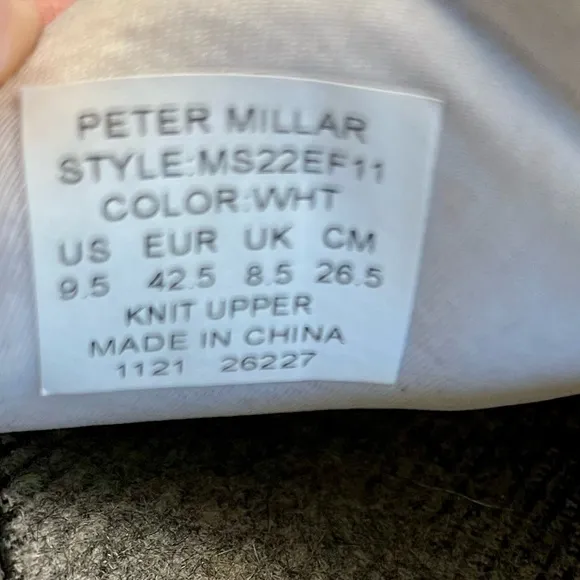 PETER MILLAR
STYLE:MS22EF11
COLOR:WHT
US EUR UK CM
9.5 42.5 8.5 26.5
KNIT UPPER
MADE IN CHINA
1121 26227